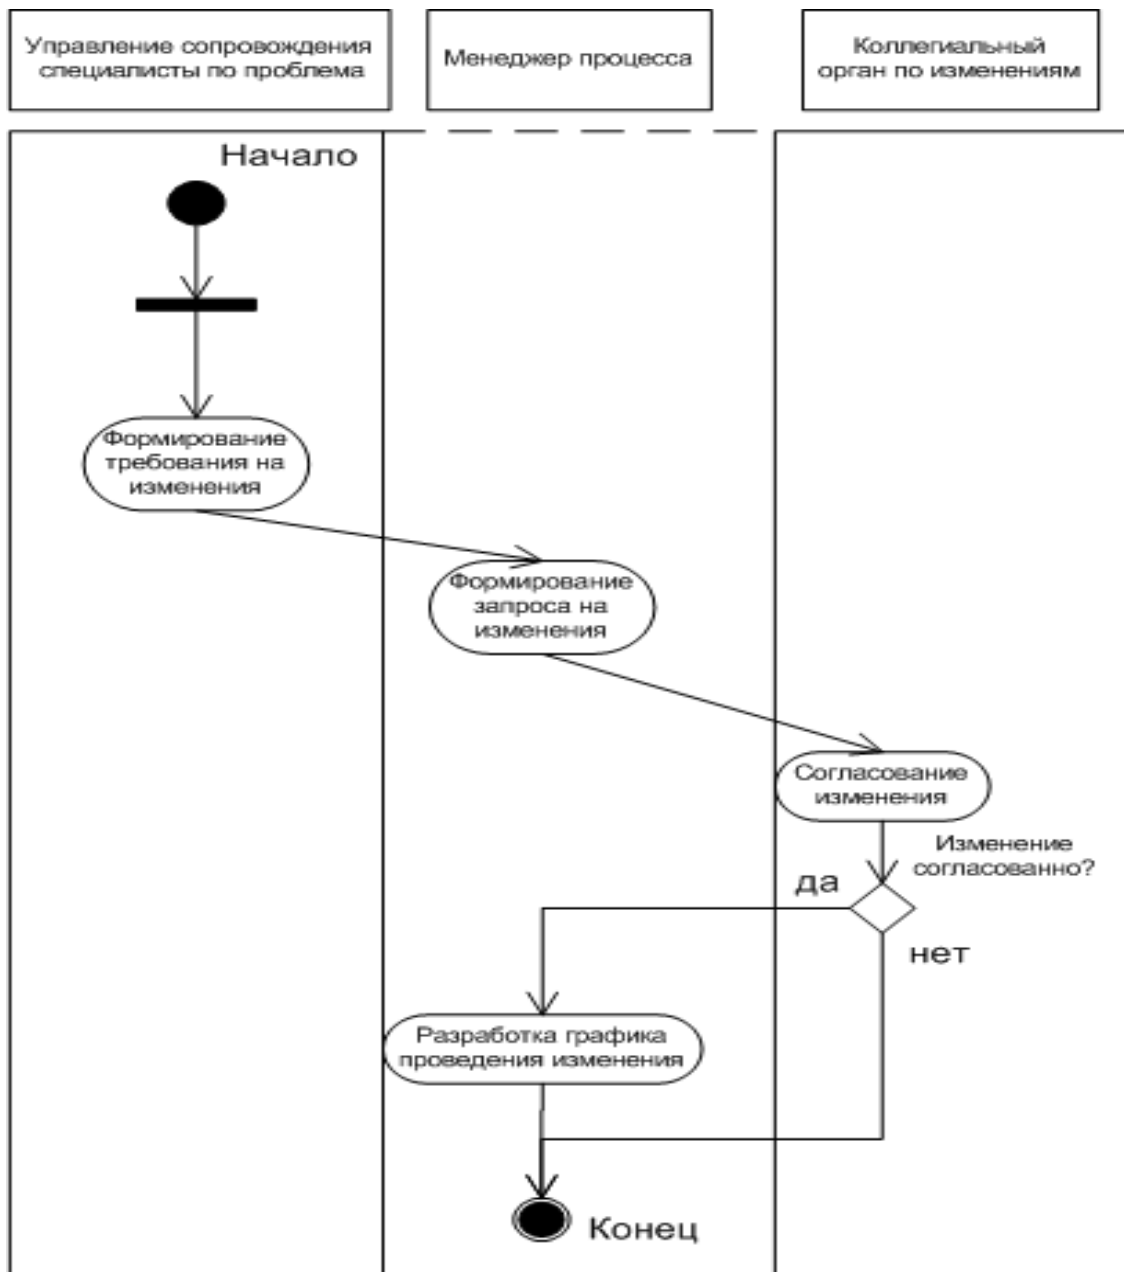 Управление сопровождения
специалисты по проблема
Менеджер процесса
Коллегиальный
орган по изменениям
Начало
Формирование
требования на
изменения
Формирование
запроса на
изменения
Согласование
изменения
Изменение
согласованно?
да
нет
Разработка графика
проведения изменения
Конец